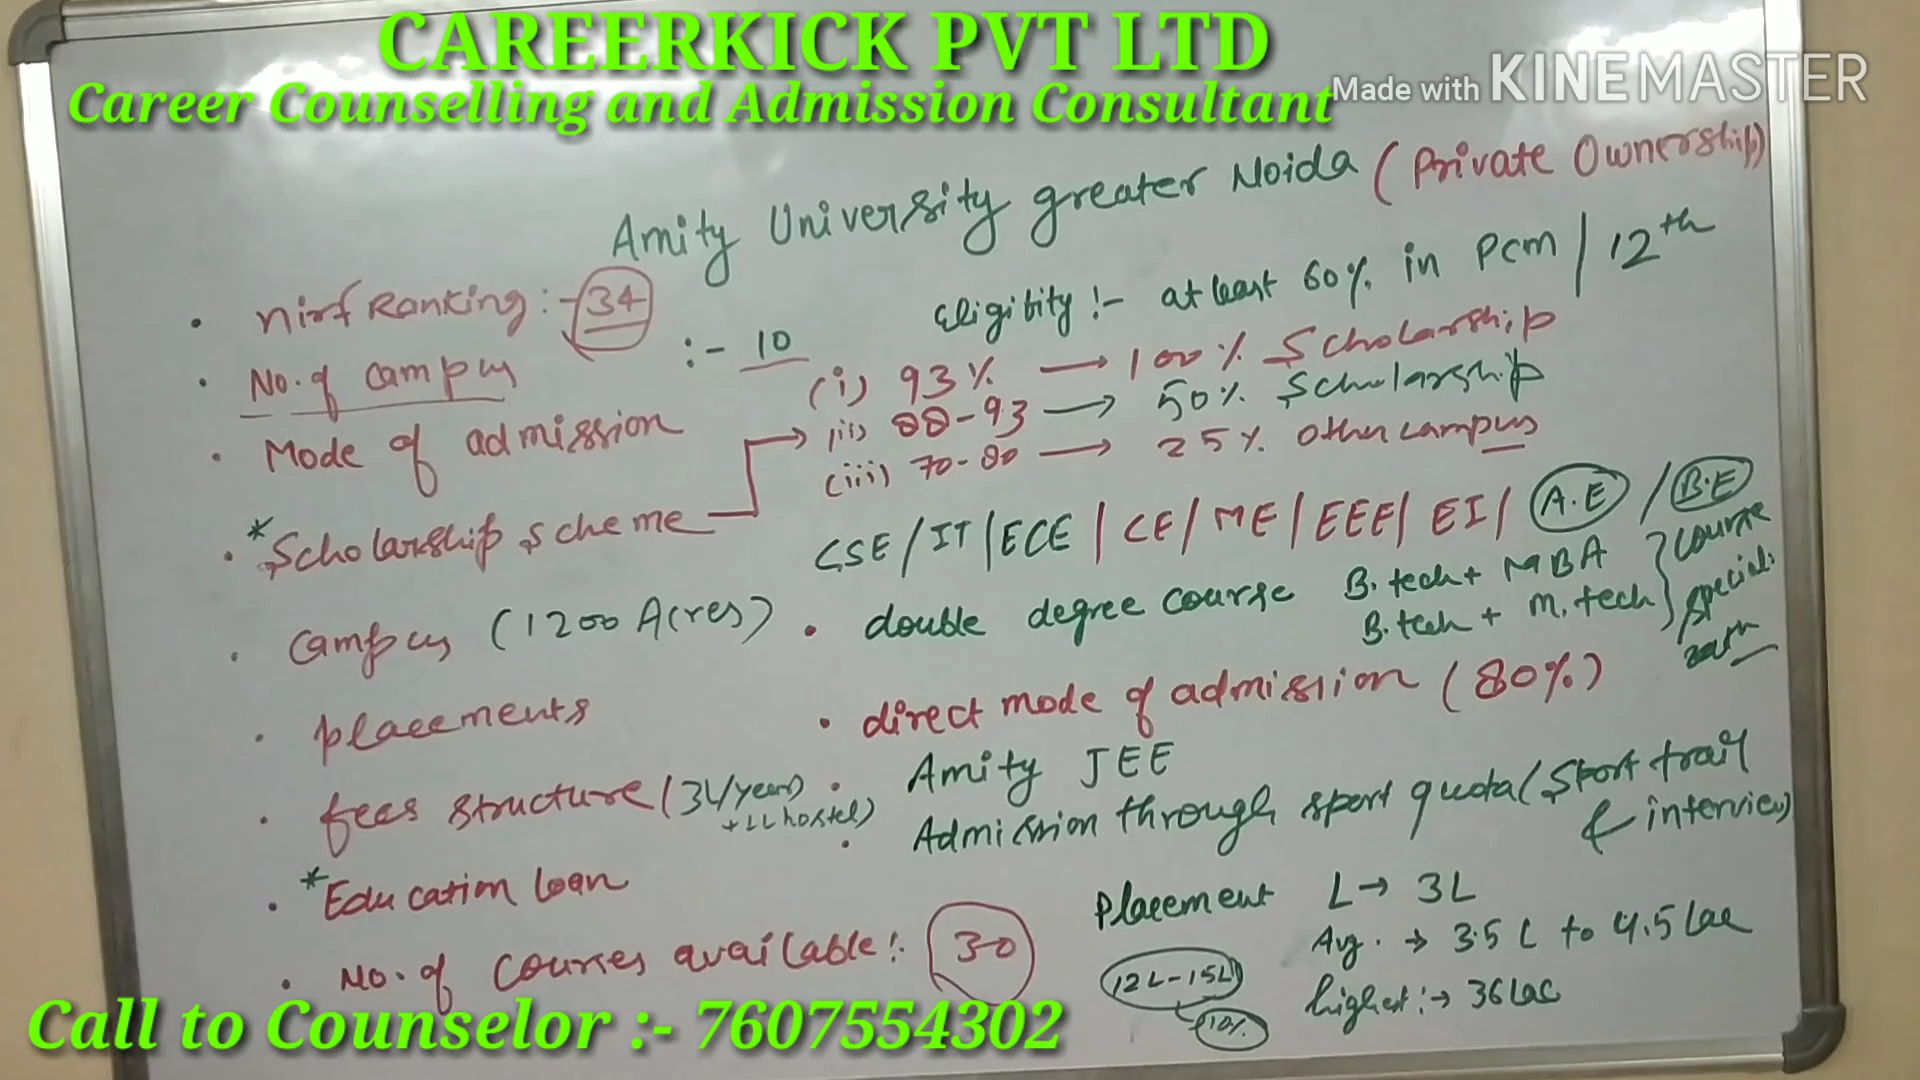 CAREERKICK PVT LTD
Career Counselling and Admission Consultant
Made with KINEMASTER
Amity University greater Noida (Private Ownership)
• nirf Ranking :- 34
Eligibity :- at least 60% in PCM / 12th
• No. of campus :- 10
(i) 93% → 100% Scholarship
• Mode of admission
(ii) 88-93 → 50% Scholarship
(iii) 70-80 → 25% other campus
• *Scholarship scheme
CSE / IT / ECE / CE / ME / EEE / EI / A.E / B.E
• campus (1200 Acres)
• double degree course B.tech + MBA
B.tech + M.tech
course
speciali
zation
• placements
• direct mode of admission (80%)
• fees structure (3L/year
+1L hostel)
• Amity JEE
• Admission through sport quota (Sport trail
& interview)
• *Education loan
Placement L → 3L
Avg. → 3.5 L to 4.5 Lac
• No. of courses available :- 30
12L-15L
10%
highest :→ 36 Lac
Call to Counselor :- 7607554302